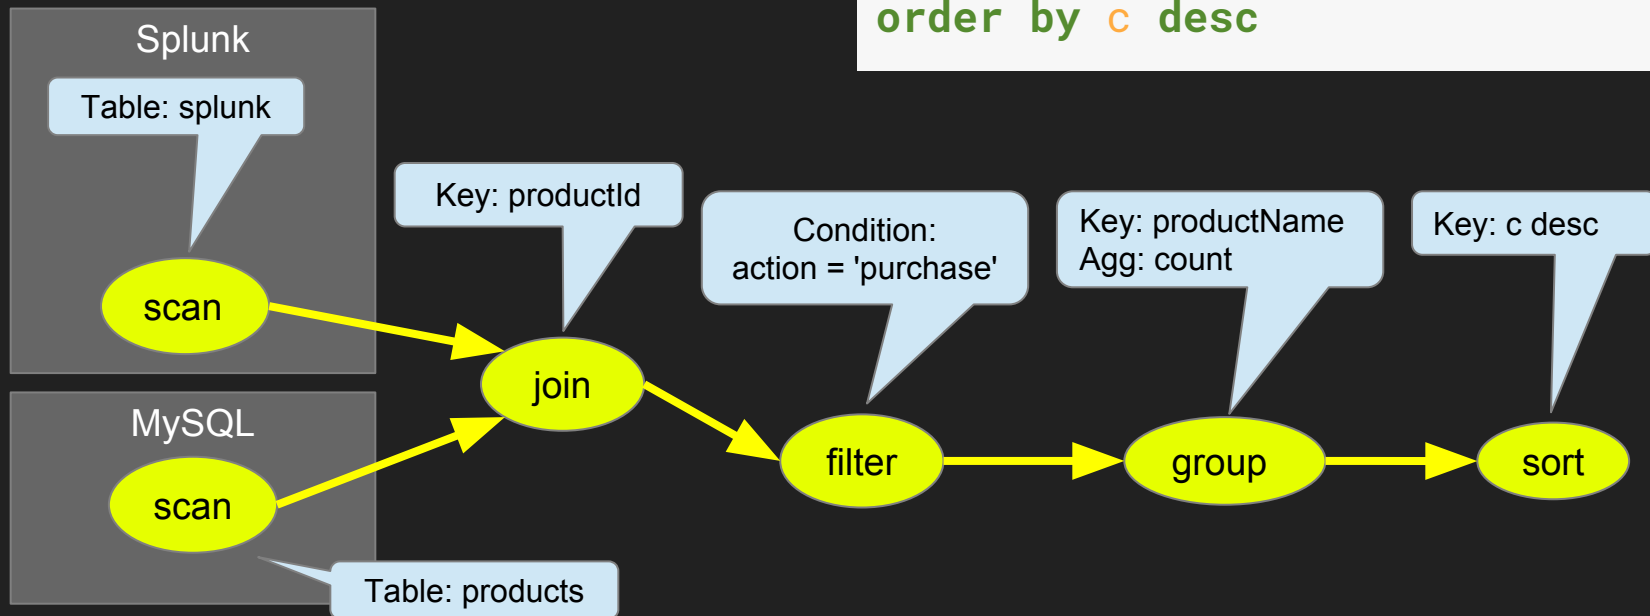 order by c desc
Splunk
Table: splunk
Key: productId
Condition:
action = 'purchase'
Key: productName
Agg: count
Key: c desc
scan
join
MySQL
scan
filter
group
sort
Table: products